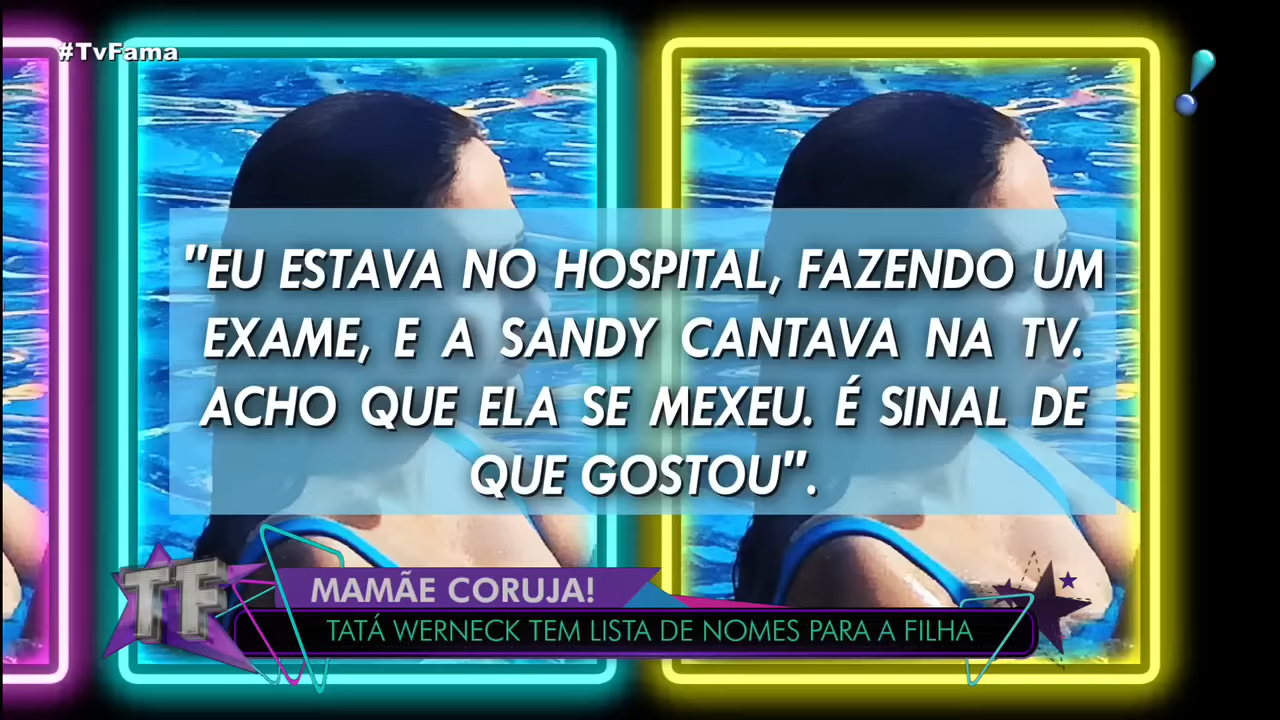 #TvFama
"EU ESTAVA NO HOSPITAL, FAZENDO UM
EXAME, E A SANDY CANTAVA NA TV.
ACHO QUE ELA SE MEXEU. É SINAL DE
QUE GOSTOU".
TF
MAMÃE CORUJA!
TATÁ WERNECK TEM LISTA DE NOMES PARA A FILHA